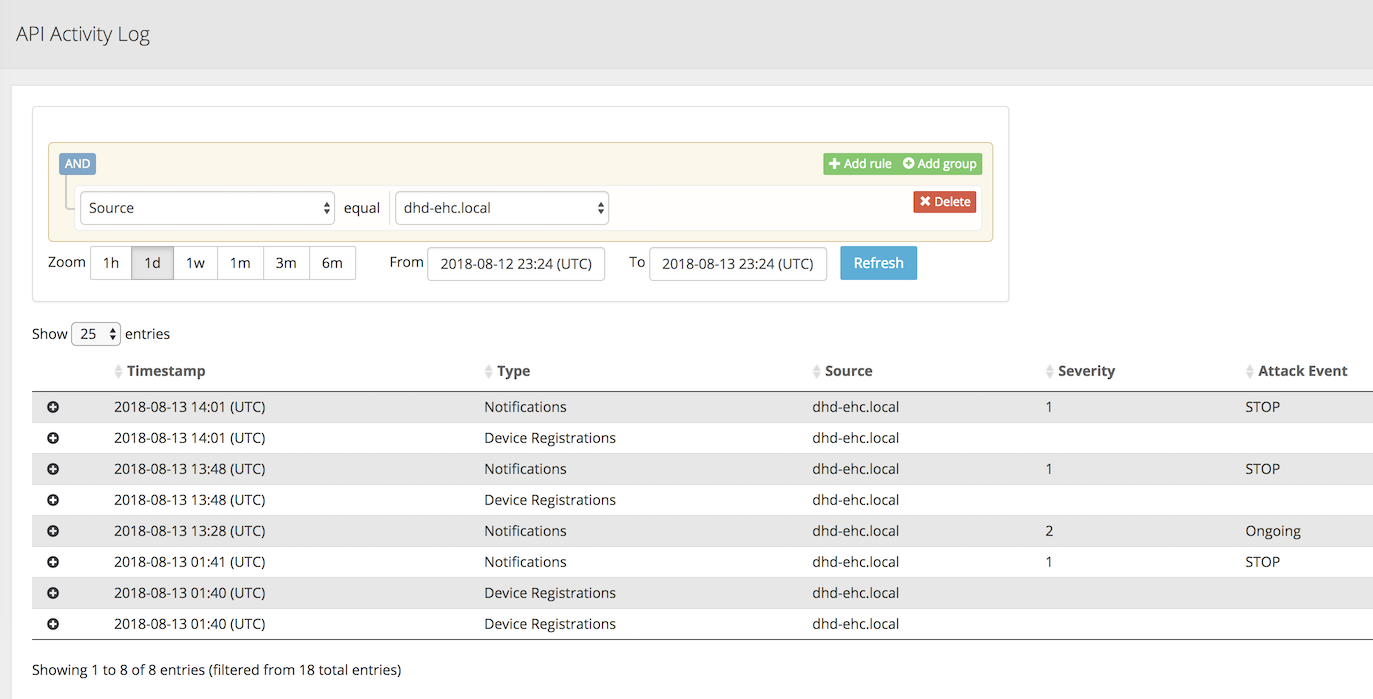 API Activity Log
AND Add rule Add group
Source equal dhd-ehc.local Delete
Zoom 1h 1d 1w 1m 3m 6m From 2018-08-12 23:24 (UTC) To 2018-08-13 23:24 (UTC) Refresh
Show 25 entries
Timestamp Type Source Severity Attack Event
2018-08-13 14:01 (UTC) Notifications dhd-ehc.local 1 STOP
2018-08-13 14:01 (UTC) Device Registrations dhd-ehc.local
2018-08-13 13:48 (UTC) Notifications dhd-ehc.local 1 STOP
2018-08-13 13:48 (UTC) Device Registrations dhd-ehc.local
2018-08-13 13:28 (UTC) Notifications dhd-ehc.local 2 Ongoing
2018-08-13 01:41 (UTC) Notifications dhd-ehc.local 1 STOP
2018-08-13 01:40 (UTC) Device Registrations dhd-ehc.local
2018-08-13 01:40 (UTC) Device Registrations dhd-ehc.local
Showing 1 to 8 of 8 entries (filtered from 18 total entries)